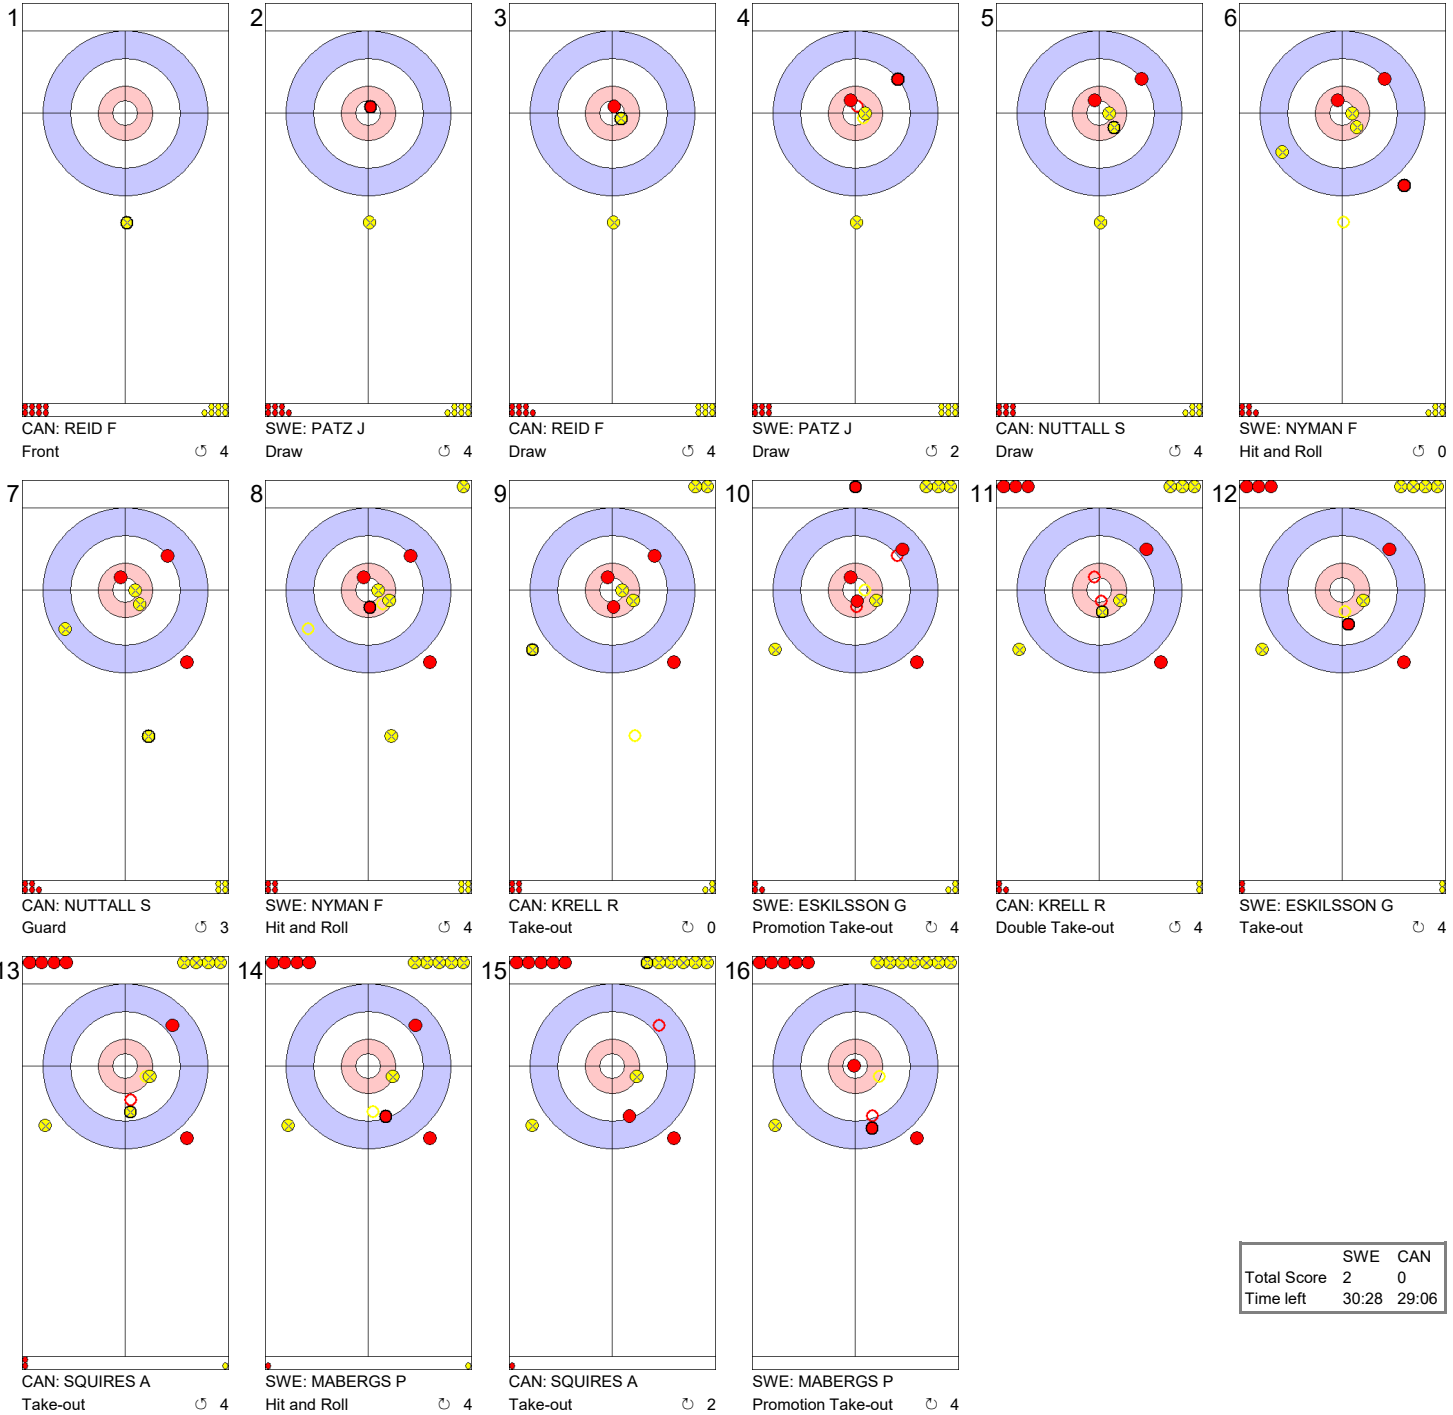 1 2 3 4 5 6
CAN: REID F SWE: PATZ J CAN: REID F SWE: PATZ J CAN: NUTTALL S SWE: NYMAN F
Front ↺ 4 Draw ↺ 4 Draw ↺ 4 Draw ↺ 2 Draw ↺ 4 Hit and Roll ↺ 0
7 8 9 10 11 12
CAN: NUTTALL S SWE: NYMAN F CAN: KRELL R SWE: ESKILSSON G CAN: KRELL R SWE: ESKILSSON G
Guard ↺ 3 Hit and Roll ↺ 4 Take-out ↻ 0 Promotion Take-out ↻ 4 Double Take-out ↺ 4 Take-out ↻ 4
13 14 15 16
SWE CAN
Total Score 2 0
Time left 30:28 29:06
CAN: SQUIRES A SWE: MABERGS P CAN: SQUIRES A SWE: MABERGS P
Take-out ↺ 4 Hit and Roll ↺ 4 Take-out ↻ 2 Promotion Take-out ↻ 4